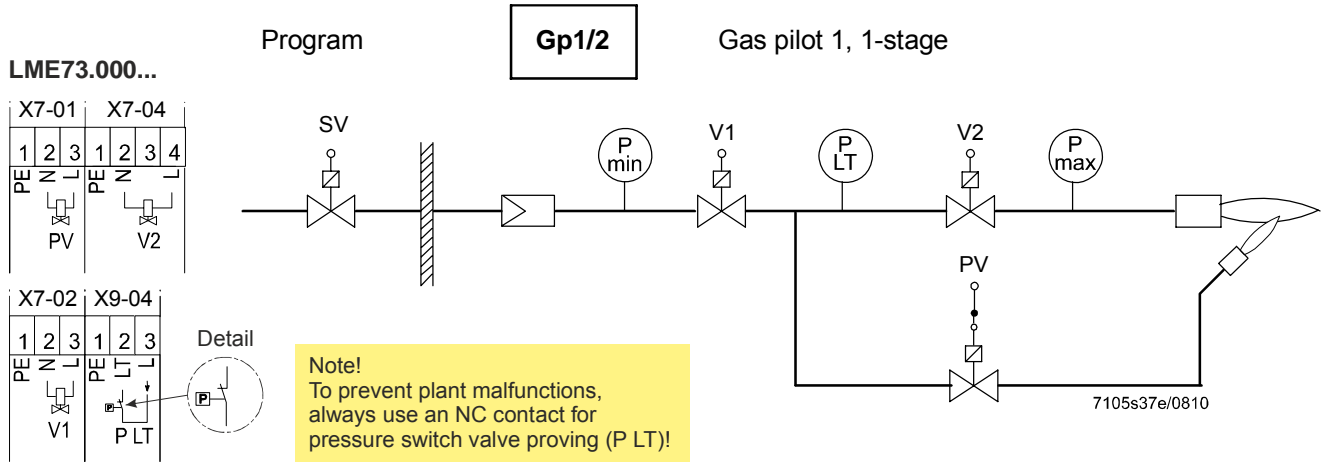 Program Gp1/2 Gas pilot 1, 1-stage
LME73.000...
X7-01 X7-04
1 2 3 1 2 3 4
PE N L PE N L
PV V2
X7-02 X9-04
1 2 3 1 2 3
PE N L PE LT L
V1 P P LT
Detail
P
Note!
To prevent plant malfunctions,
always use an NC contact for
pressure switch valve proving (P LT)!
SV
P
min
V1
P
LT
V2
P
max
PV
7105s37e/0810